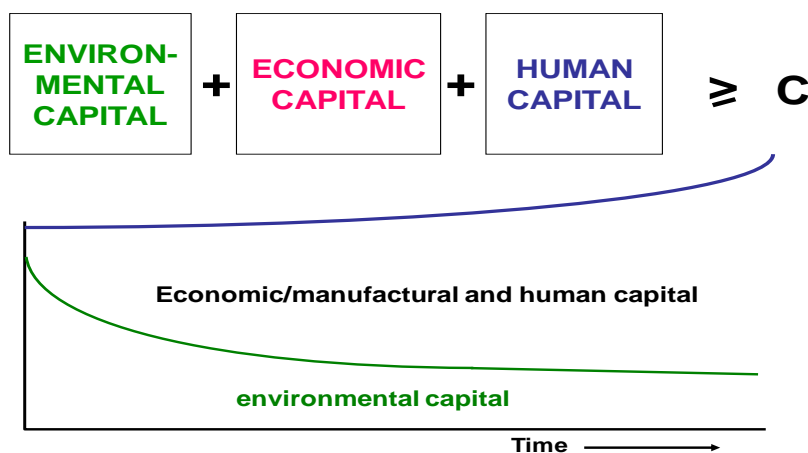 ENVIRON-
MENTAL
CAPITAL
+
ECONOMIC
CAPITAL
+
HUMAN
CAPITAL
≥ C
Economic/manufactural and human capital
environmental capital
Time